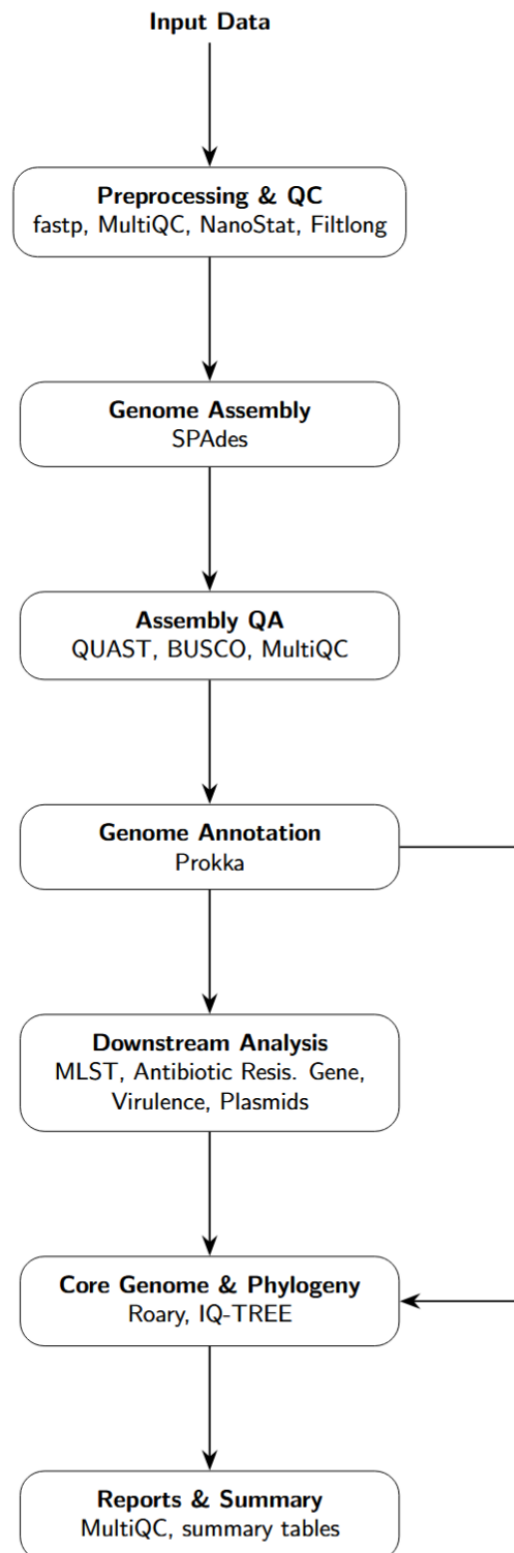 Input Data
Preprocessing & QC
fastp, MultiQC, NanoStat, Filtlong
Genome Assembly
SPAdes
Assembly QA
QUAST, BUSCO, MultiQC
Genome Annotation
Prokka
Downstream Analysis
MLST, Antibiotic Resis. Gene,
Virulence, Plasmids
Core Genome & Phylogeny
Roary, IQ-TREE
Reports & Summary
MultiQC, summary tables